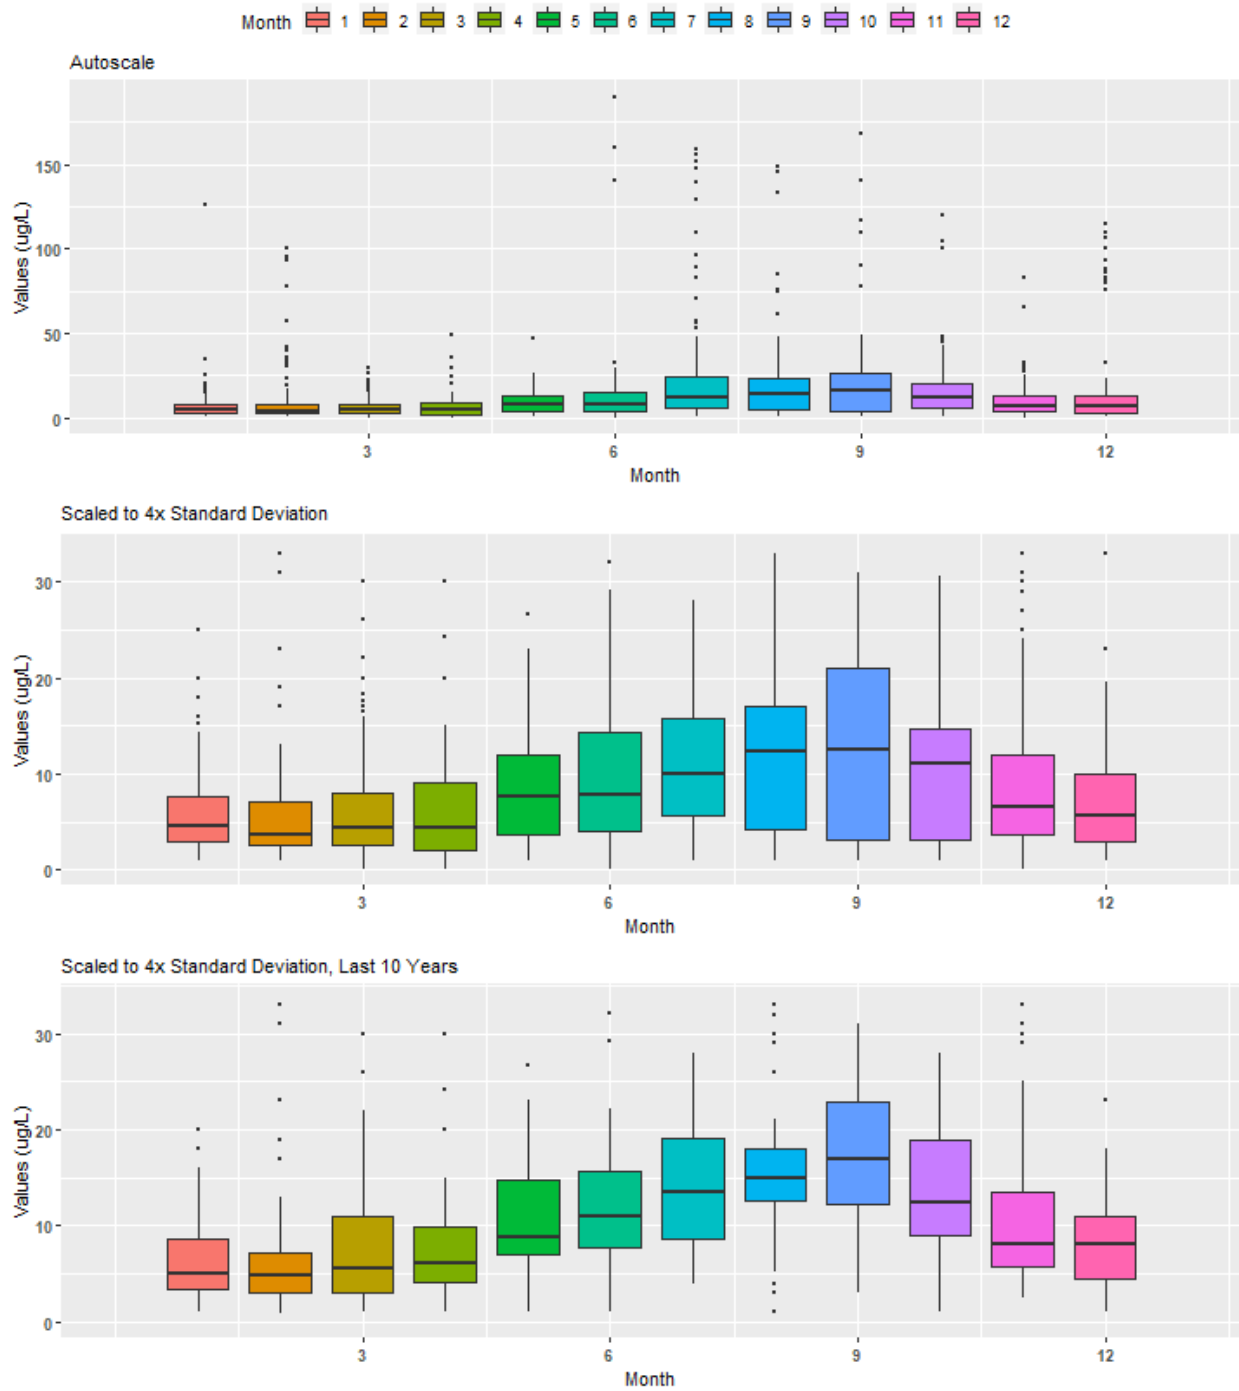 Month 1 2 3 4 5 6 7 8 9 10 11 12
Autoscale
Values (ug/L)
150
100
50
0
3 6 9 12
Month
Scaled to 4x Standard Deviation
Values (ug/L)
30
20
10
0
3 6 9 12
Month
Scaled to 4x Standard Deviation, Last 10 Years
Values (ug/L)
30
20
10
0
3 6 9 12
Month